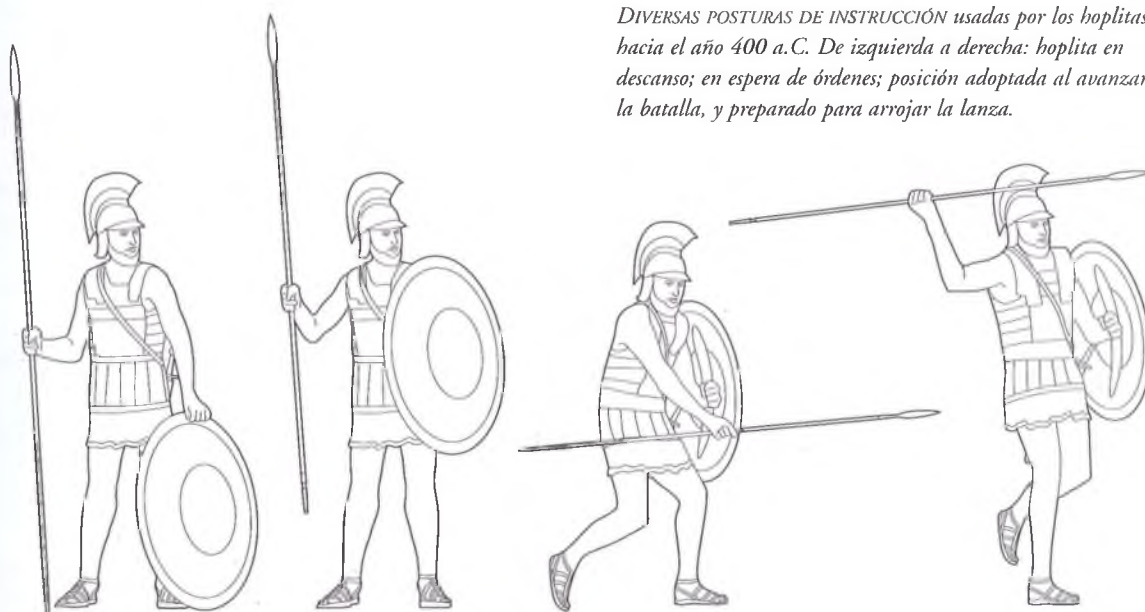 DIVERSAS POSTURAS DE INSTRUCCIÓN usadas por los hoplitas
hacia el año 400 a.C. De izquierda a derecha: hoplita en
descanso; en espera de órdenes; posición adoptada al avanzar
la batalla, y preparado para arrojar la lanza.